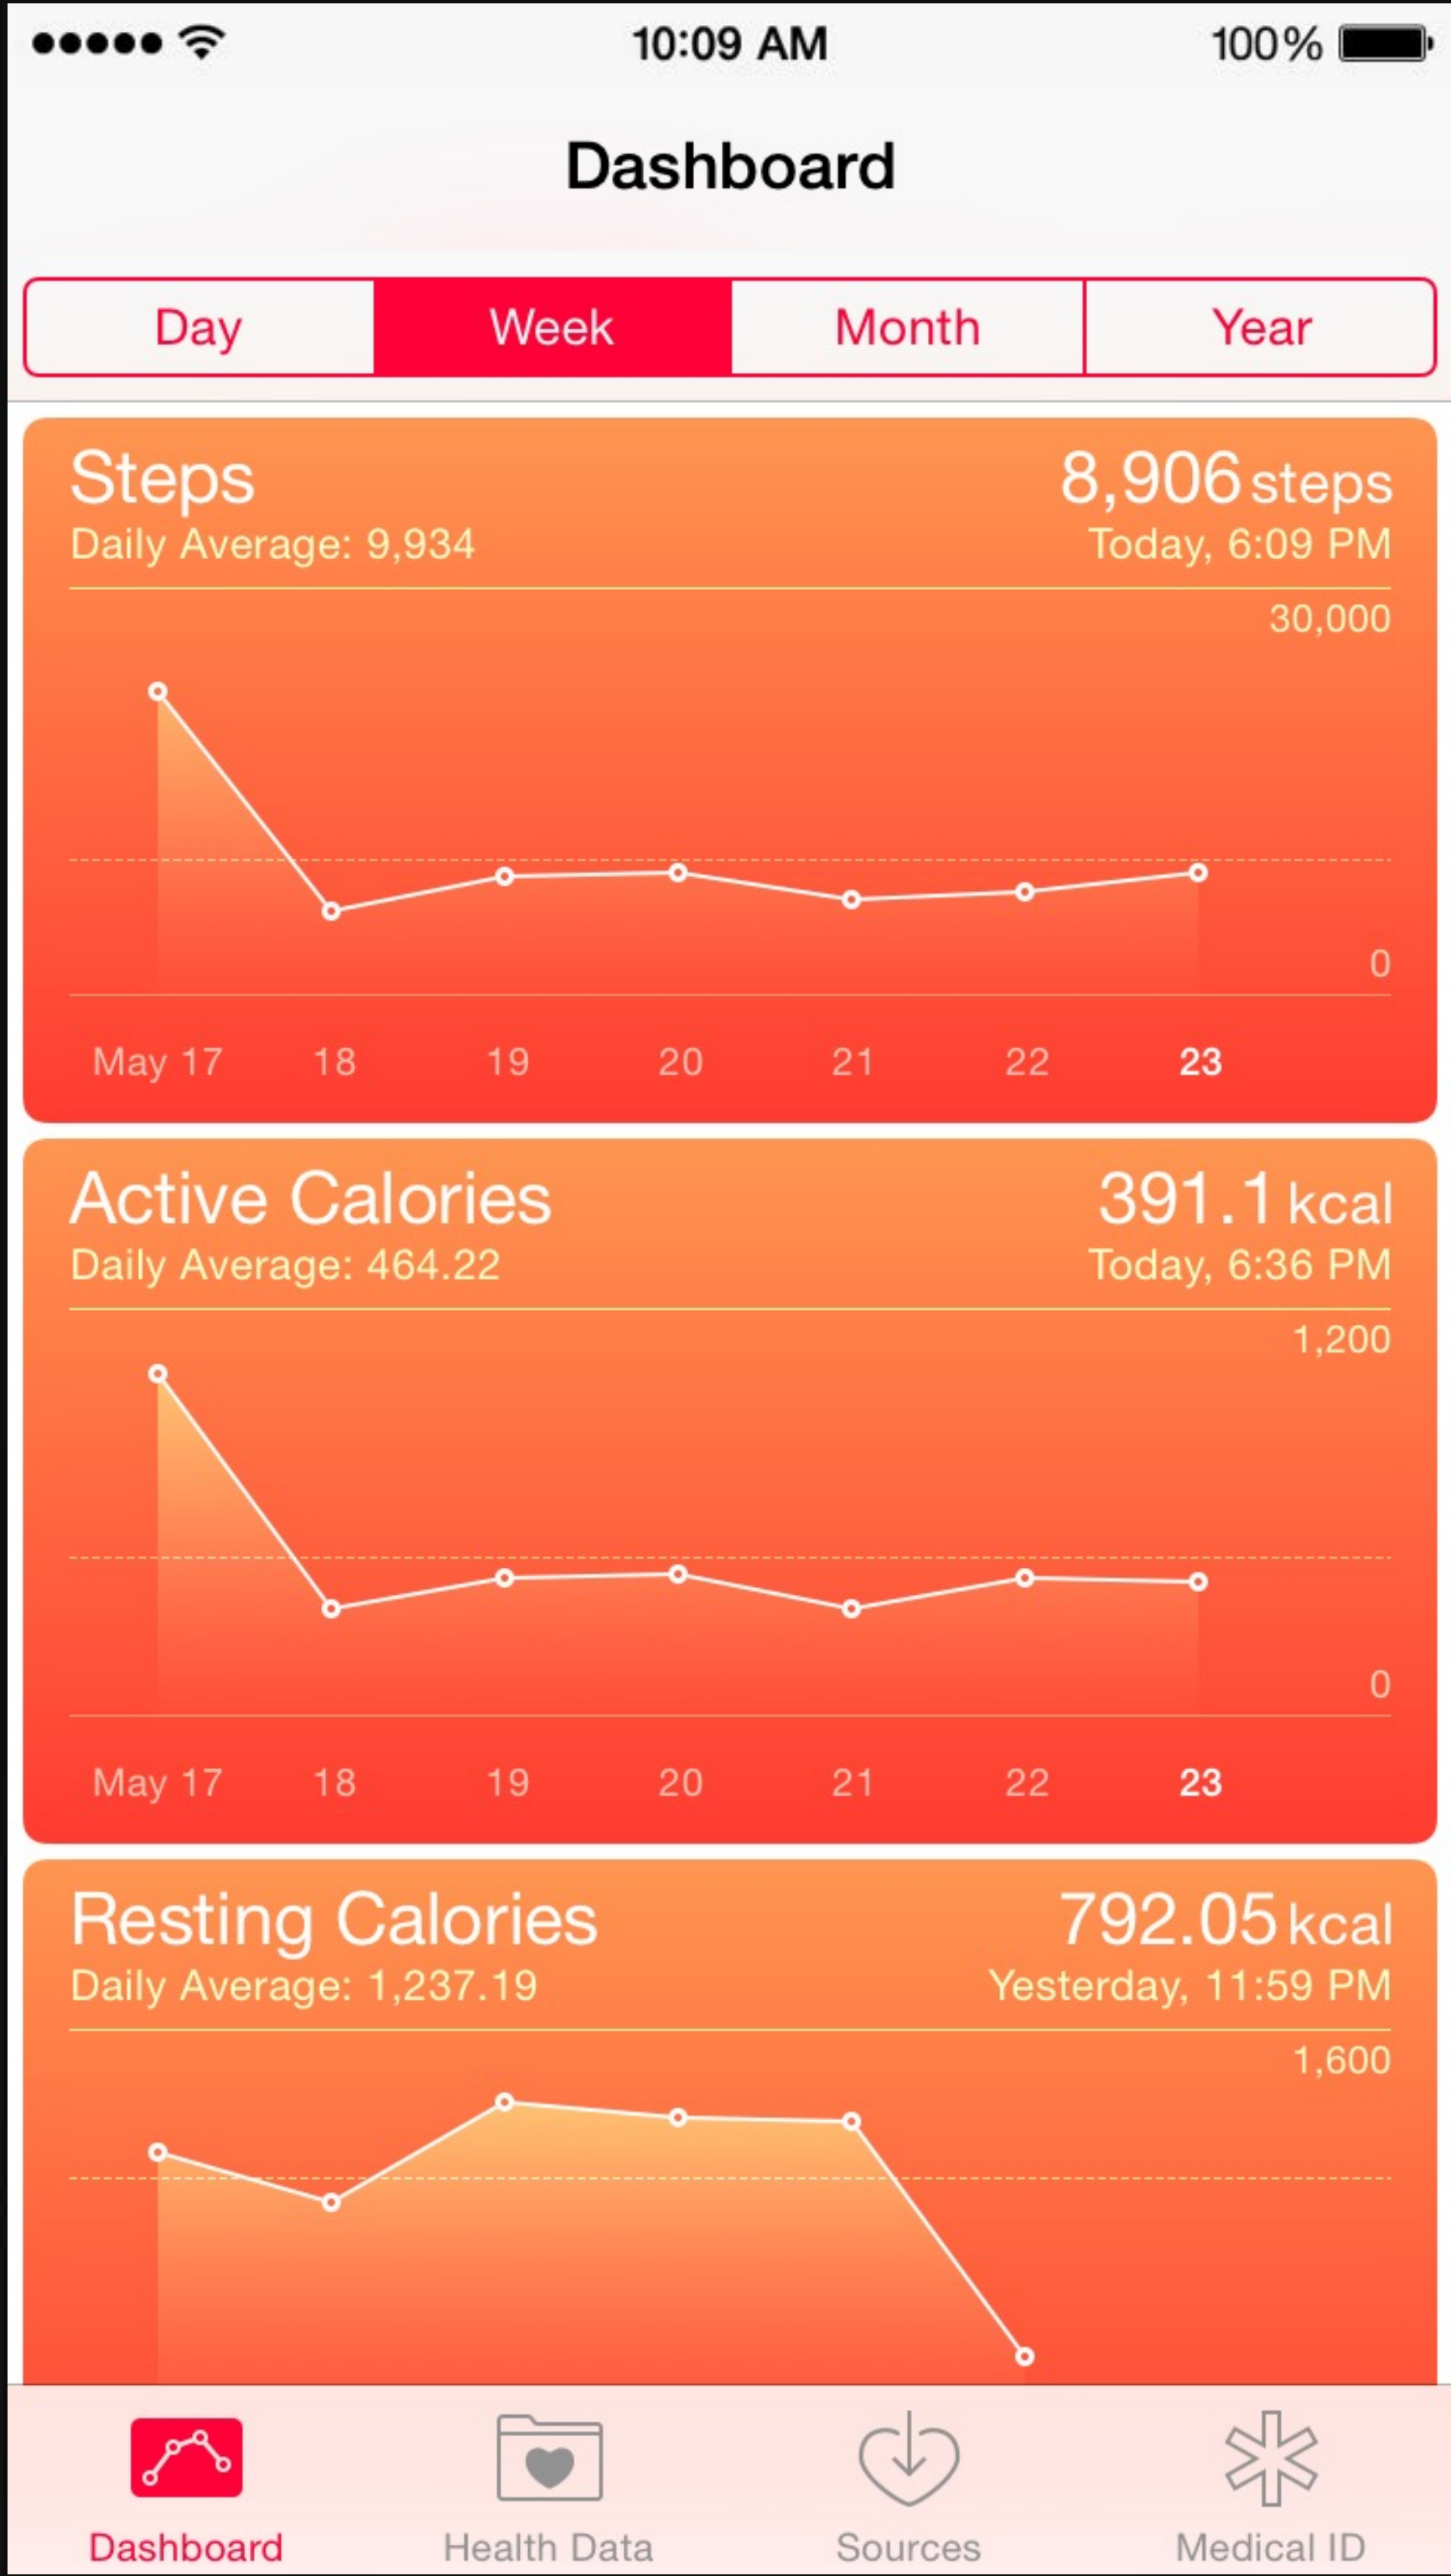 10:09 AM 100%
Dashboard
Day Week Month Year
Steps 8,906 steps
Daily Average: 9,934 Today, 6:09 PM
30,000
0
May 17 18 19 20 21 22 23
Active Calories 391.1 kcal
Daily Average: 464.22 Today, 6:36 PM
1,200
0
May 17 18 19 20 21 22 23
Resting Calories 792.05 kcal
Daily Average: 1,237.19 Yesterday, 11:59 PM
1,600
Dashboard Health Data Sources Medical ID